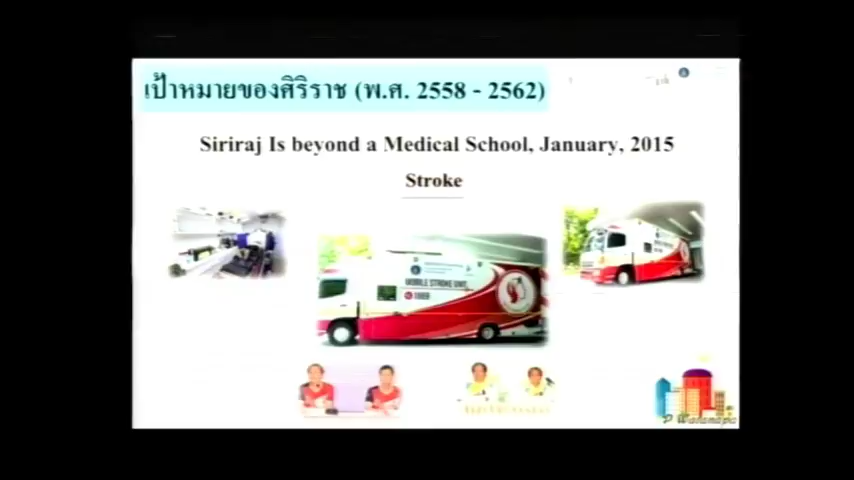 เป้าหมายของศิริราช (พ.ศ. 2558 - 2562)
Siriraj Is beyond a Medical School, January, 2015
Stroke
MOBILE STROKE UNIT
P Watanapa